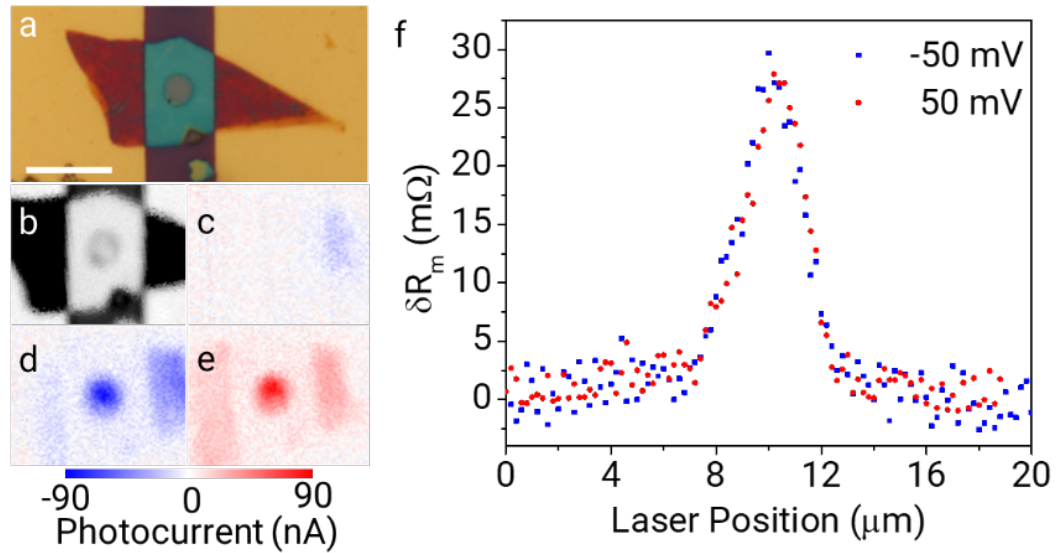 a
b
c
d
e
-90
0
90
Photocurrent (nA)
f
30
25
20
15
10
5
0
δRm (mΩ)
-50 mV
50 mV
0
4
8
12
16
20
Laser Position (μm)